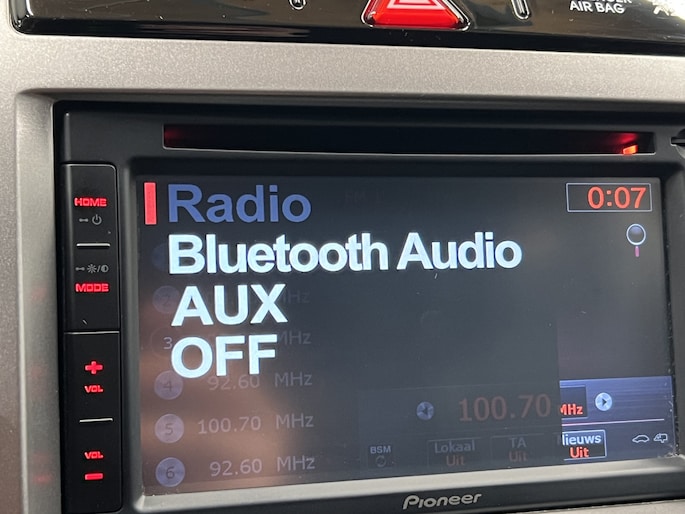 AIR BAG
HOME
MODE
+
VOL
VOL
-
Radio
0:07
Bluetooth Audio
AUX
MHz
OFF
3
4 92.60 MHz
5 100.70 MHz
6 92.60 MHz
100.70 MHz
BSM
Lokaal
Uit
TA
Uit
Nieuws
Uit
Pioneer